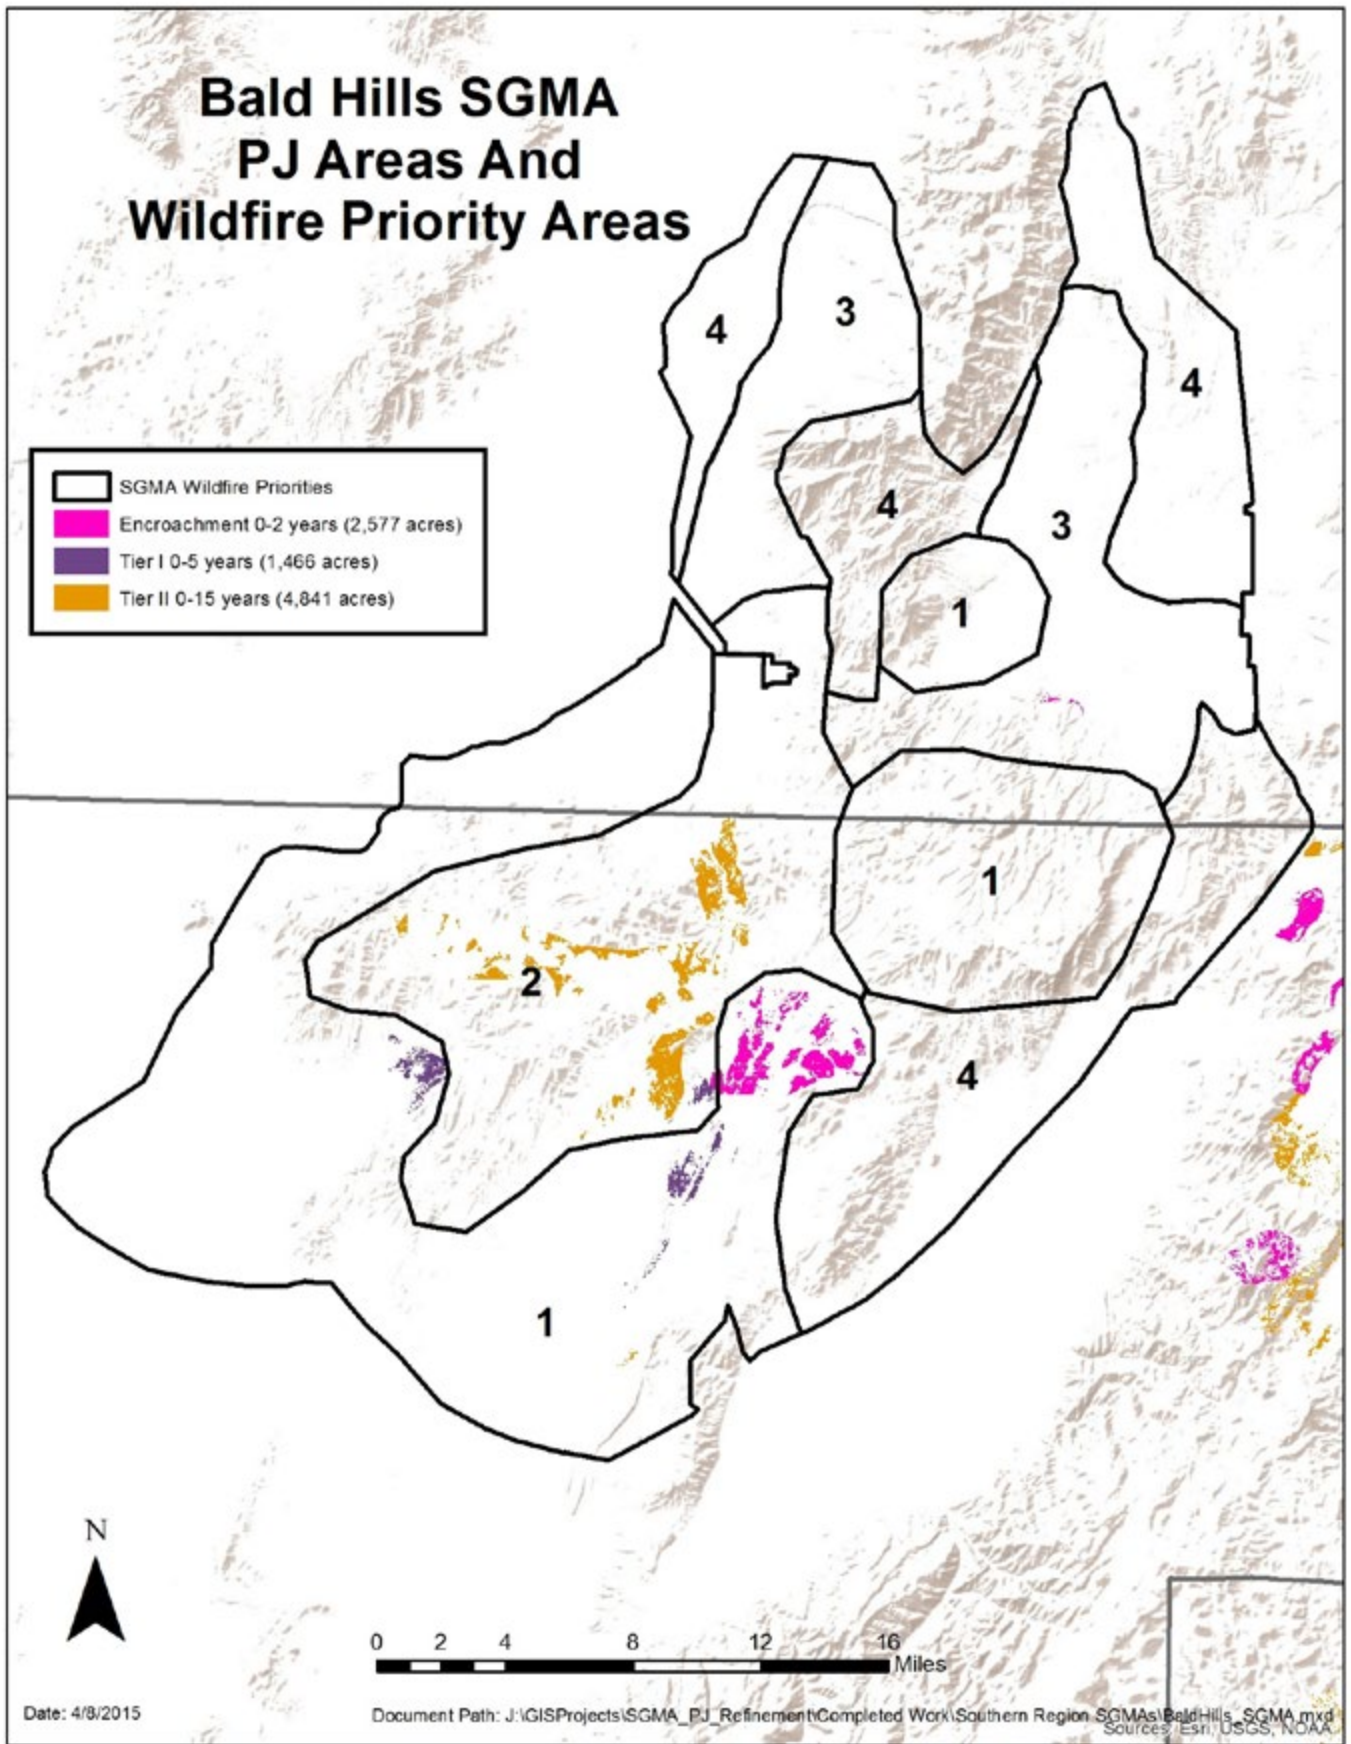 Bald Hills SGMA
PJ Areas And
Wildfire Priority Areas
4
3
4
SGMA Wildfire Priorities
Encroachment 0-2 years (2,577 acres)
Tier I 0-5 years (1,466 acres)
Tier II 0-15 years (4,841 acres)
4
3
1
1
2
4
1
N
0 2 4 8 12 16
Miles
Date: 4/8/2015
Document Path: J:\GISProjects\SGMA_PJ_Refinement\Completed Work\Southern Region SGMAs\BaldHills_SGMA.mxd
Sources: Esri, USGS, NOAA